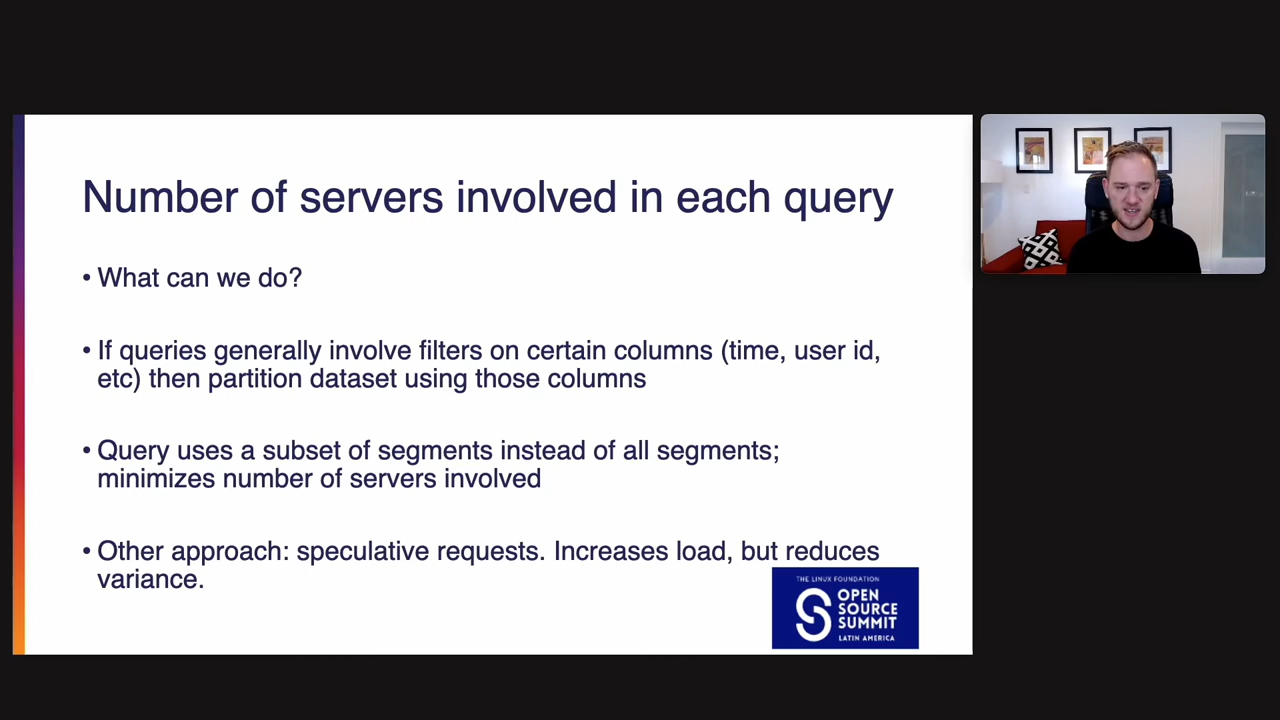 Number of servers involved in each query
• What can we do?
• If queries generally involve filters on certain columns (time, user id,
etc) then partition dataset using those columns
• Query uses a subset of segments instead of all segments;
minimizes number of servers involved
• Other approach: speculative requests. Increases load, but reduces
variance.
THE LINUX FOUNDATION
OPEN
SOURCE
SUMMIT
LATIN AMERICA